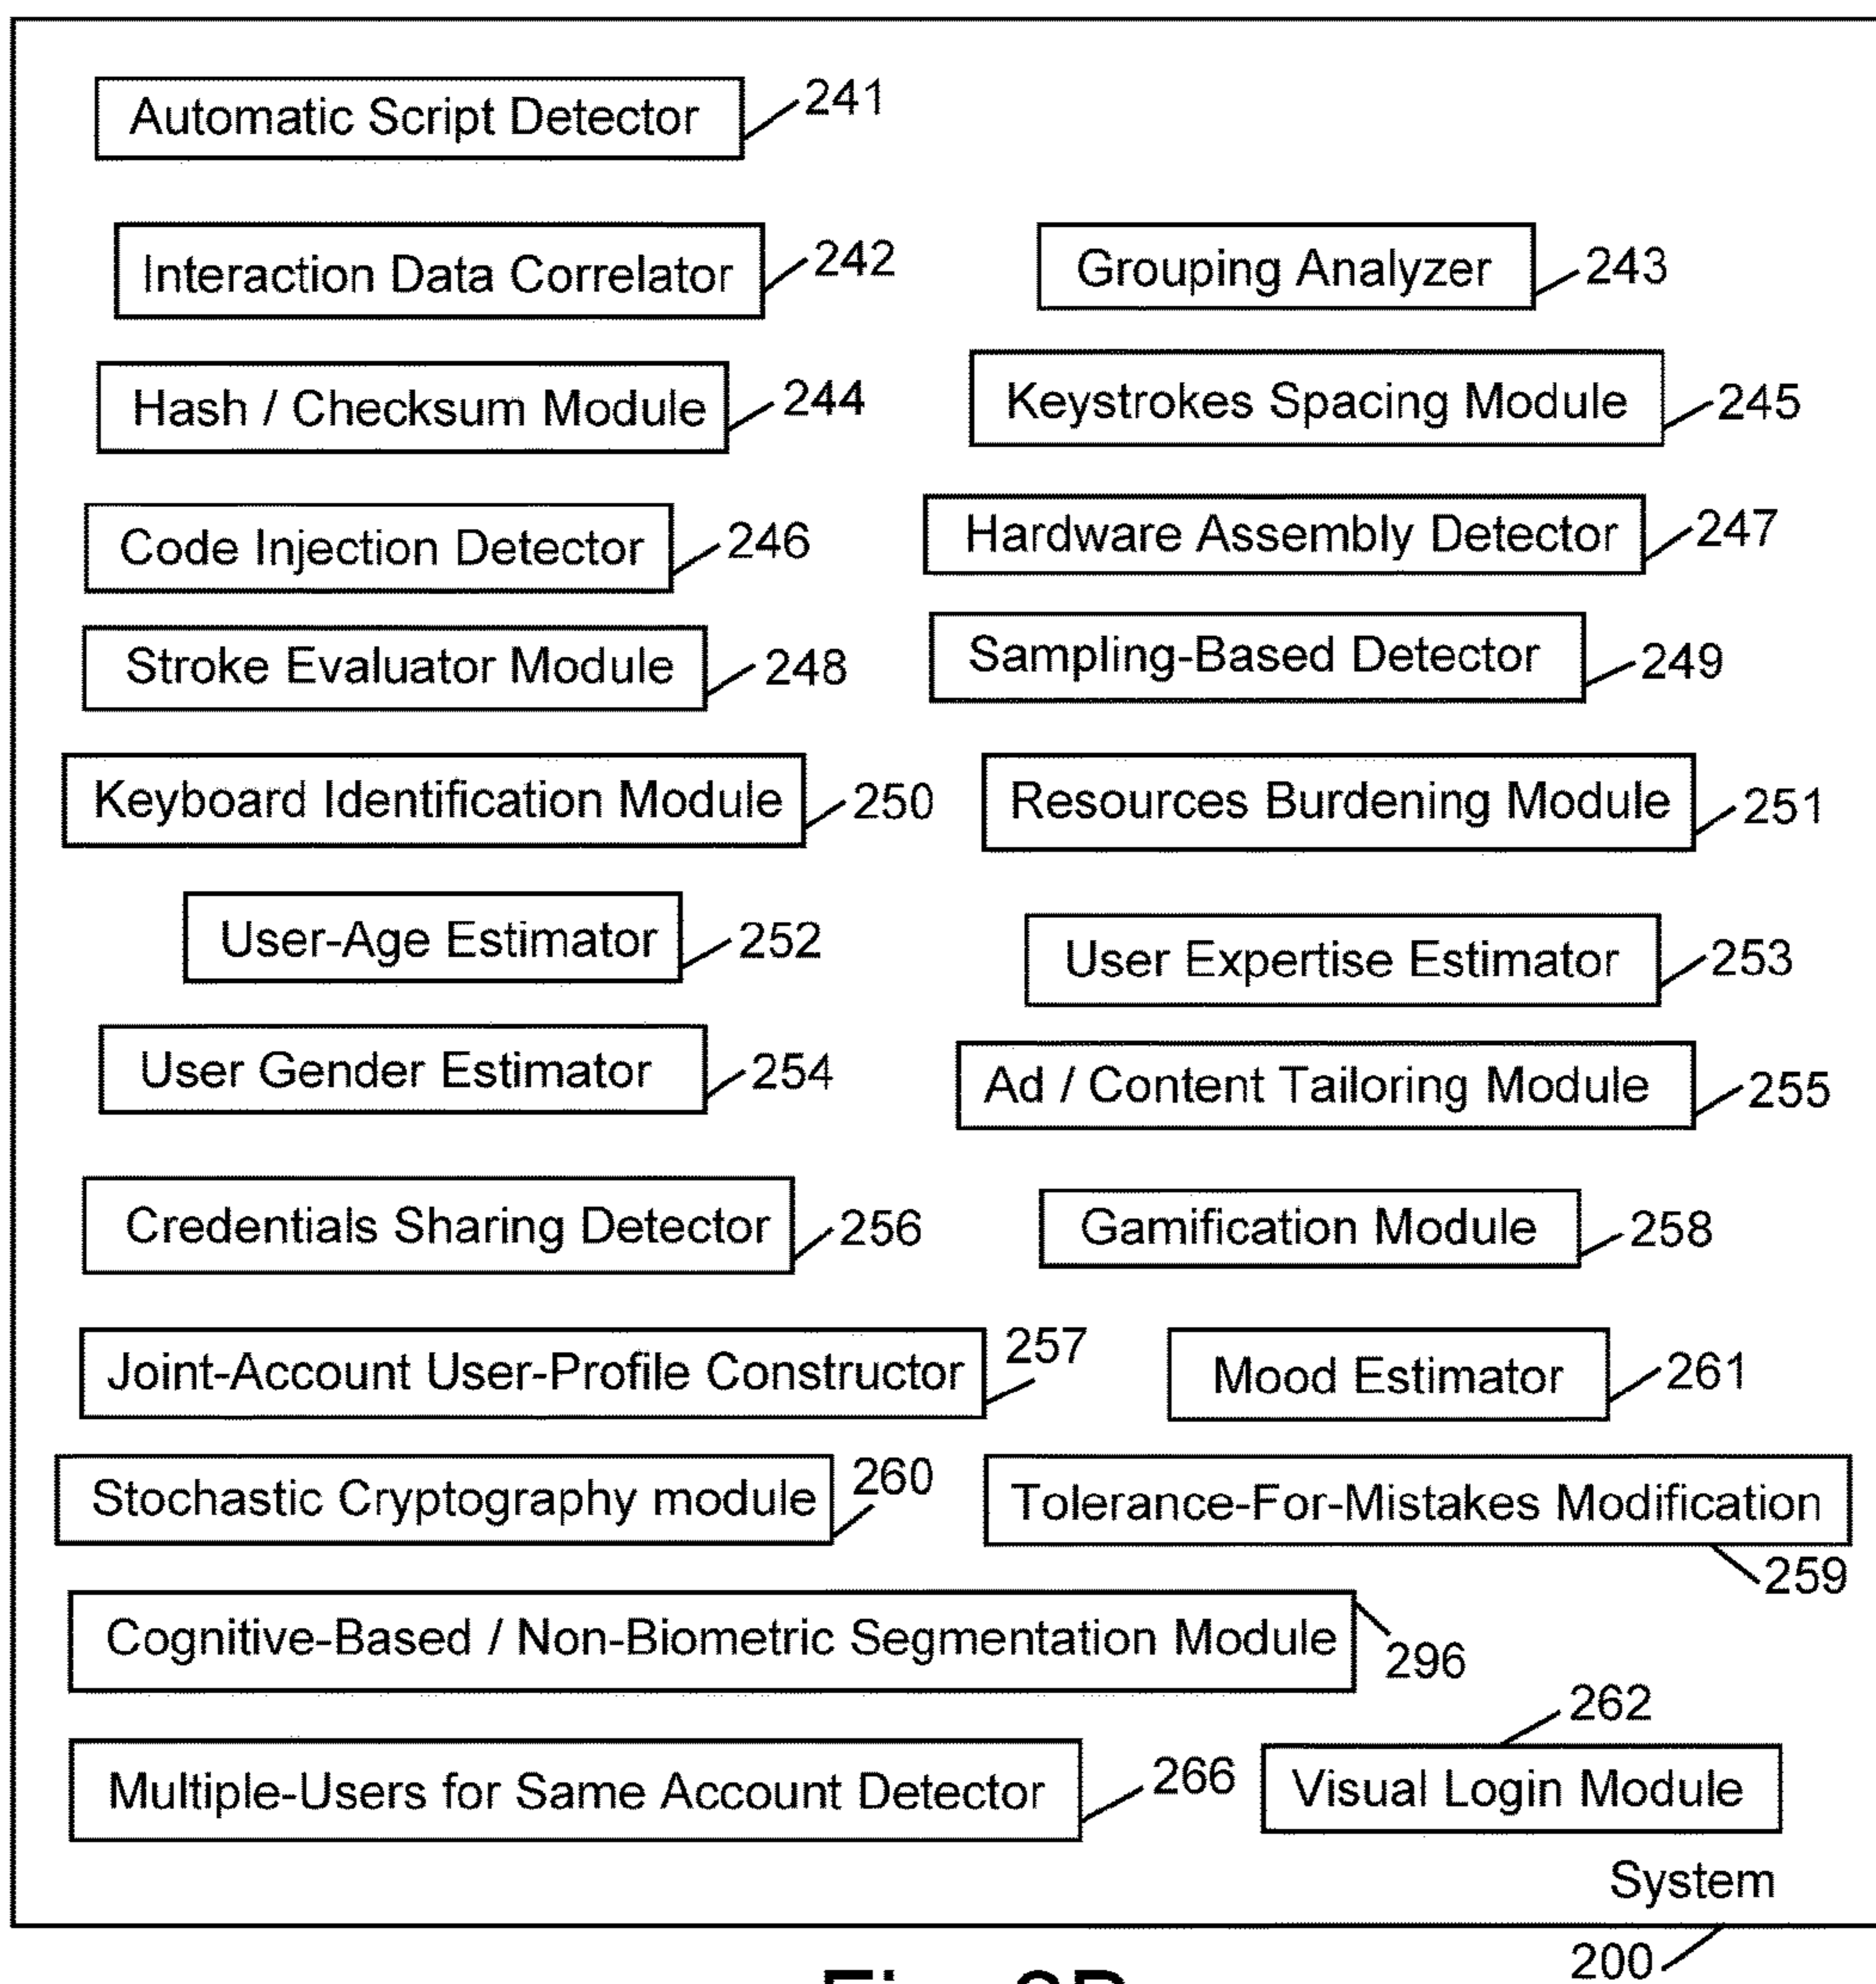 Automatic Script Detector 241
Interaction Data Correlator 242 Grouping Analyzer 243
Hash / Checksum Module 244 Keystrokes Spacing Module 245
Code Injection Detector 246 Hardware Assembly Detector 247
Stroke Evaluator Module 248 Sampling-Based Detector 249
Keyboard Identification Module 250 Resources Burdening Module 251
User-Age Estimator 252 User Expertise Estimator 253
User Gender Estimator 254 Ad / Content Tailoring Module 255
Credentials Sharing Detector 256 Gamification Module 258
Joint-Account User-Profile Constructor 257 Mood Estimator 261
Stochastic Cryptography module 260 Tolerance-For-Mistakes Modification 259
Cognitive-Based / Non-Biometric Segmentation Module 296
Multiple-Users for Same Account Detector 266 Visual Login Module 262
System
200